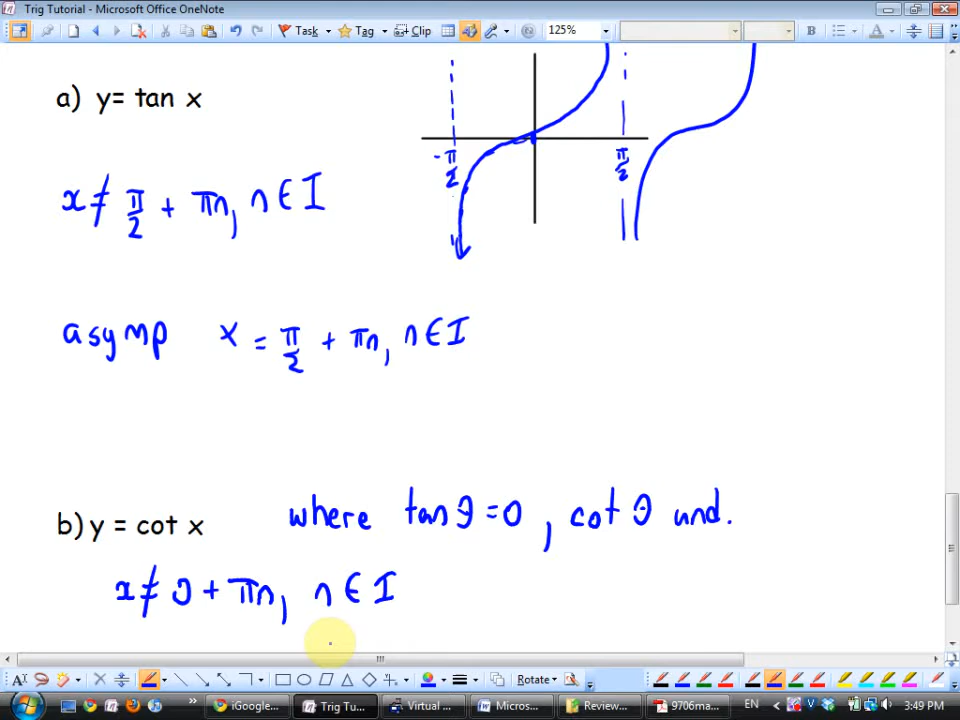 Trig Tutorial - Microsoft Office OneNote
Task Tag Clip 125% B A
a) y= tan x
-π/2 π/2
x ≠ π/2 + πn, n ∈ I
asymp x = π/2 + πn, n ∈ I
b) y = cot x where tan θ = 0, cot θ und.
x ≠ 0 + πn, n ∈ I
A Rotate
iGoogle... Trig Tu... Virtual ... Micros... Review... 9706ma... EN 3:49 PM